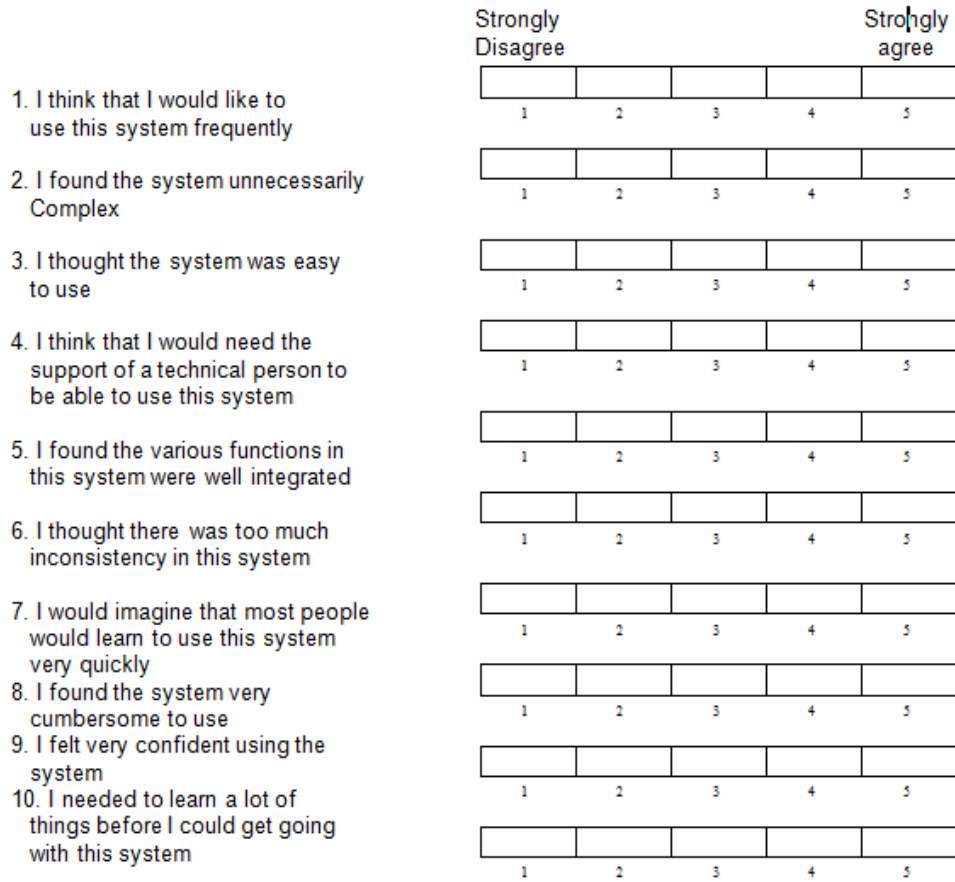 Strongly Disagree
Strongly agree
1. I think that I would like to
use this system frequently
1 2 3 4 5
2. I found the system unnecessarily
Complex
1 2 3 4 5
3. I thought the system was easy
to use
1 2 3 4 5
4. I think that I would need the
support of a technical person to
be able to use this system
1 2 3 4 5
5. I found the various functions in
this system were well integrated
1 2 3 4 5
6. I thought there was too much
inconsistency in this system
1 2 3 4 5
7. I would imagine that most people
would learn to use this system
very quickly
1 2 3 4 5
8. I found the system very
cumbersome to use
1 2 3 4 5
9. I felt very confident using the
system
1 2 3 4 5
10. I needed to learn a lot of
things before I could get going
with this system
1 2 3 4 5